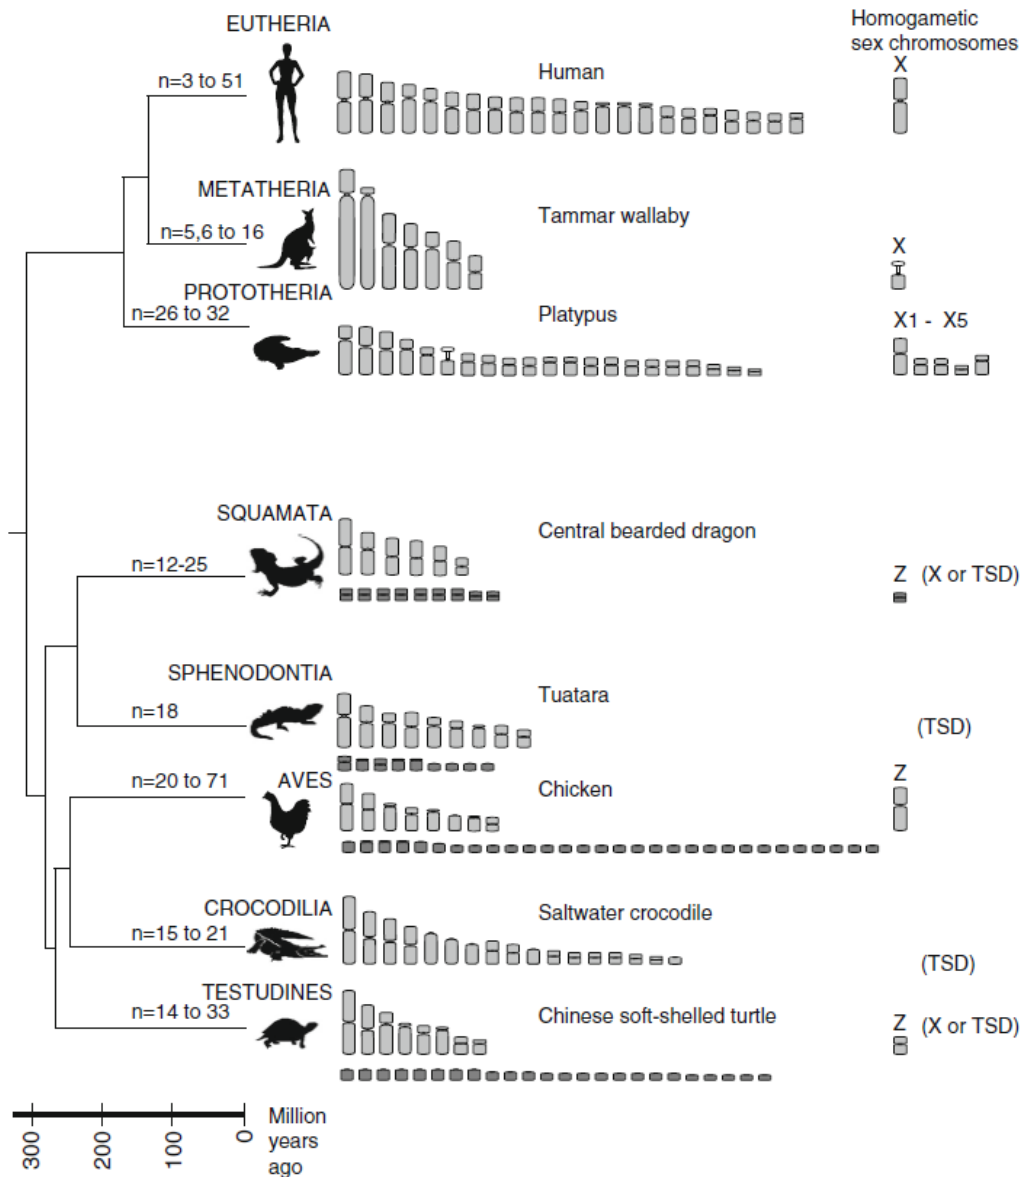 EUTHERIA
Homogametic
sex chromosomes
n=3 to 51
Human
X
METATHERIA
n=5,6 to 16
Tammar wallaby
X
PROTOTHERIA
n=26 to 32
Platypus
X1 - X5
SQUAMATA
n=12-25
Central bearded dragon
Z (X or TSD)
SPHENODONTIA
n=18
Tuatara
(TSD)
AVES
n=20 to 71
Chicken
Z
CROCODILIA
n=15 to 21
Saltwater crocodile
(TSD)
TESTUDINES
n=14 to 33
Chinese soft-shelled turtle
Z (X or TSD)
300
200
100
0
Million
years
ago